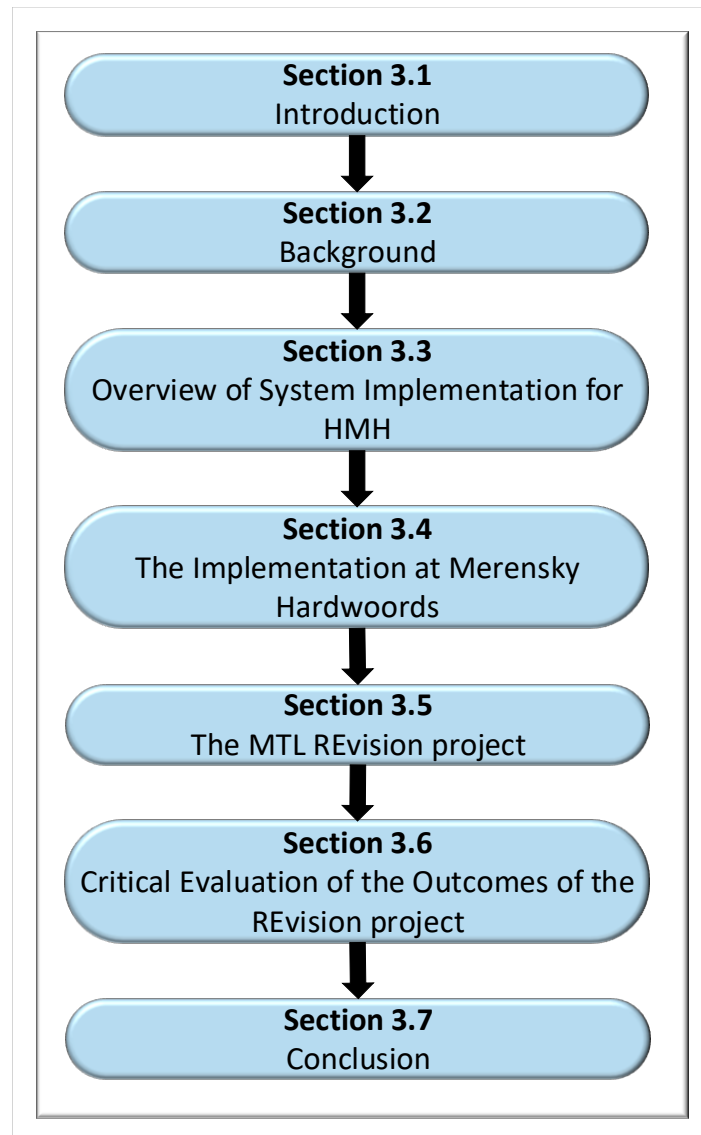 Section 3.1
Introduction
Section 3.2
Background
Section 3.3
Overview of System Implementation for
HMH
Section 3.4
The Implementation at Merensky
Hardwoords
Section 3.5
The MTL REvision project
Section 3.6
Critical Evaluation of the Outcomes of the
REvision project
Section 3.7
Conclusion